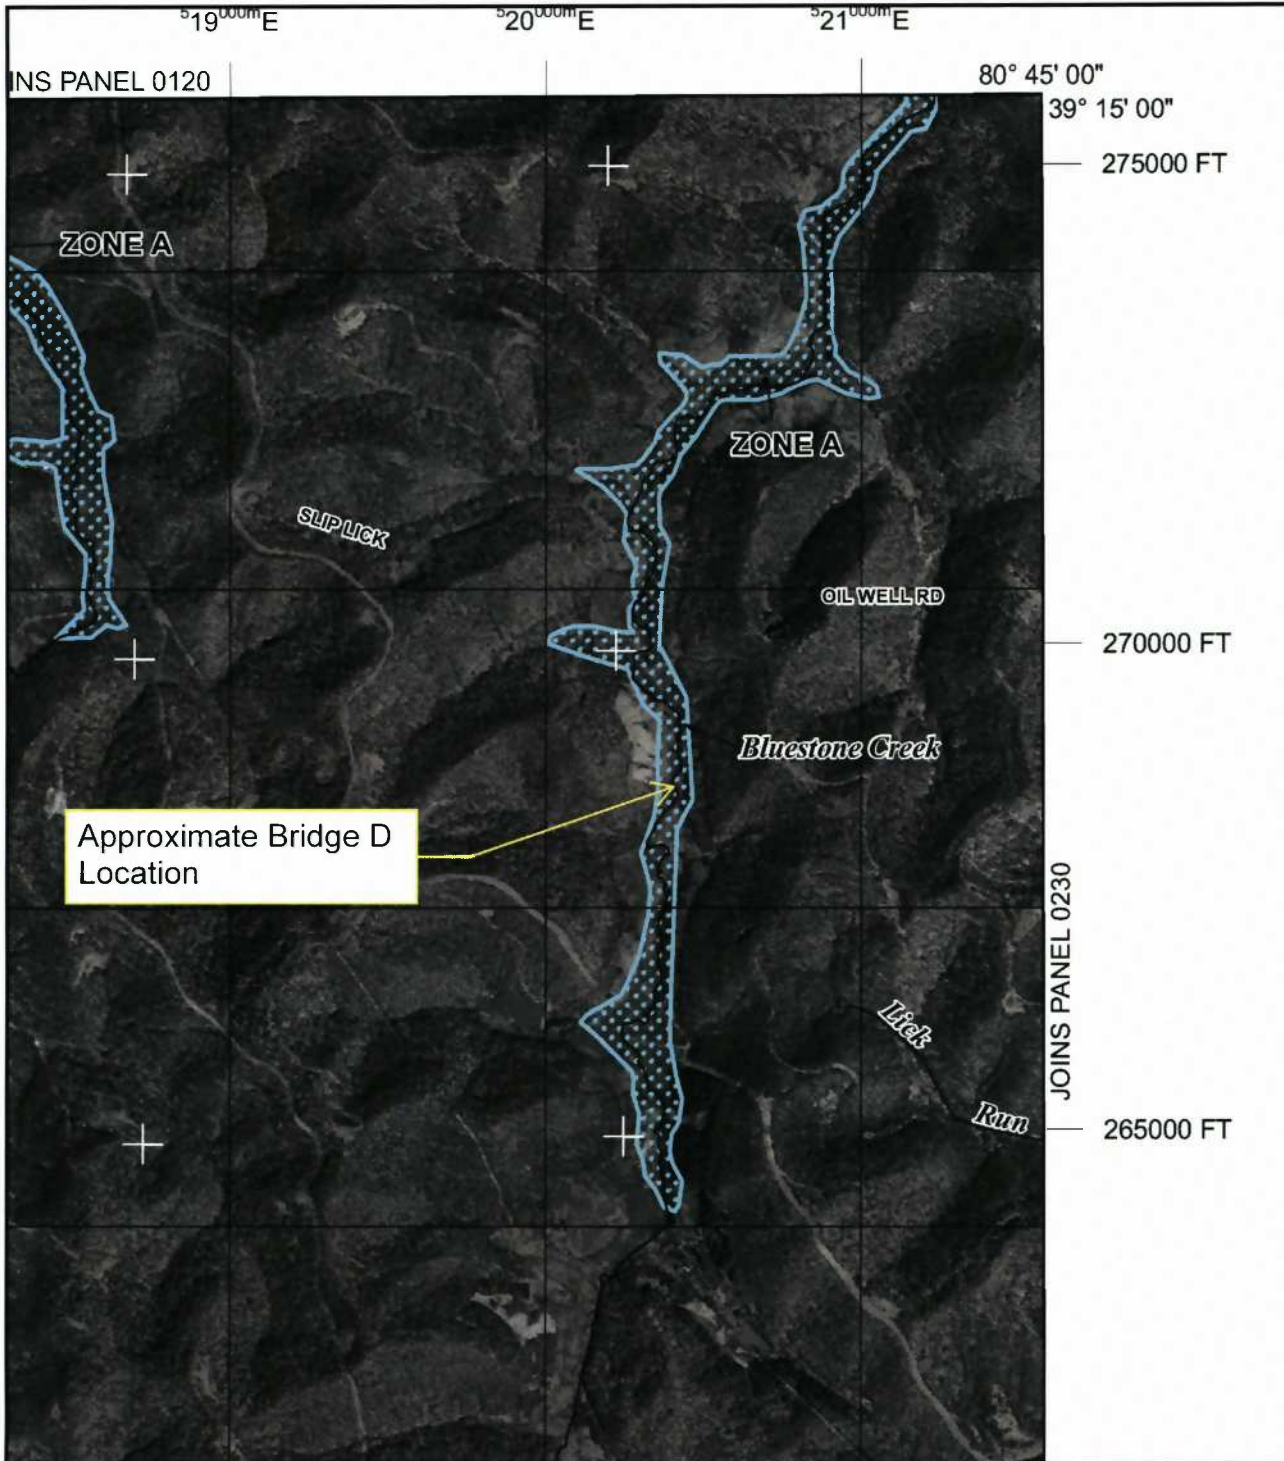 519000mE 520000mE 521000mE
INS PANEL 0120
80° 45' 00"
39° 15' 00"
275000 FT
ZONE A
ZONE A
SLIP LICK
OIL WELL RD
270000 FT
Bluestone Creek
Approximate Bridge D
Location
JOINS PANEL 0230
Lick
Run
265000 FT